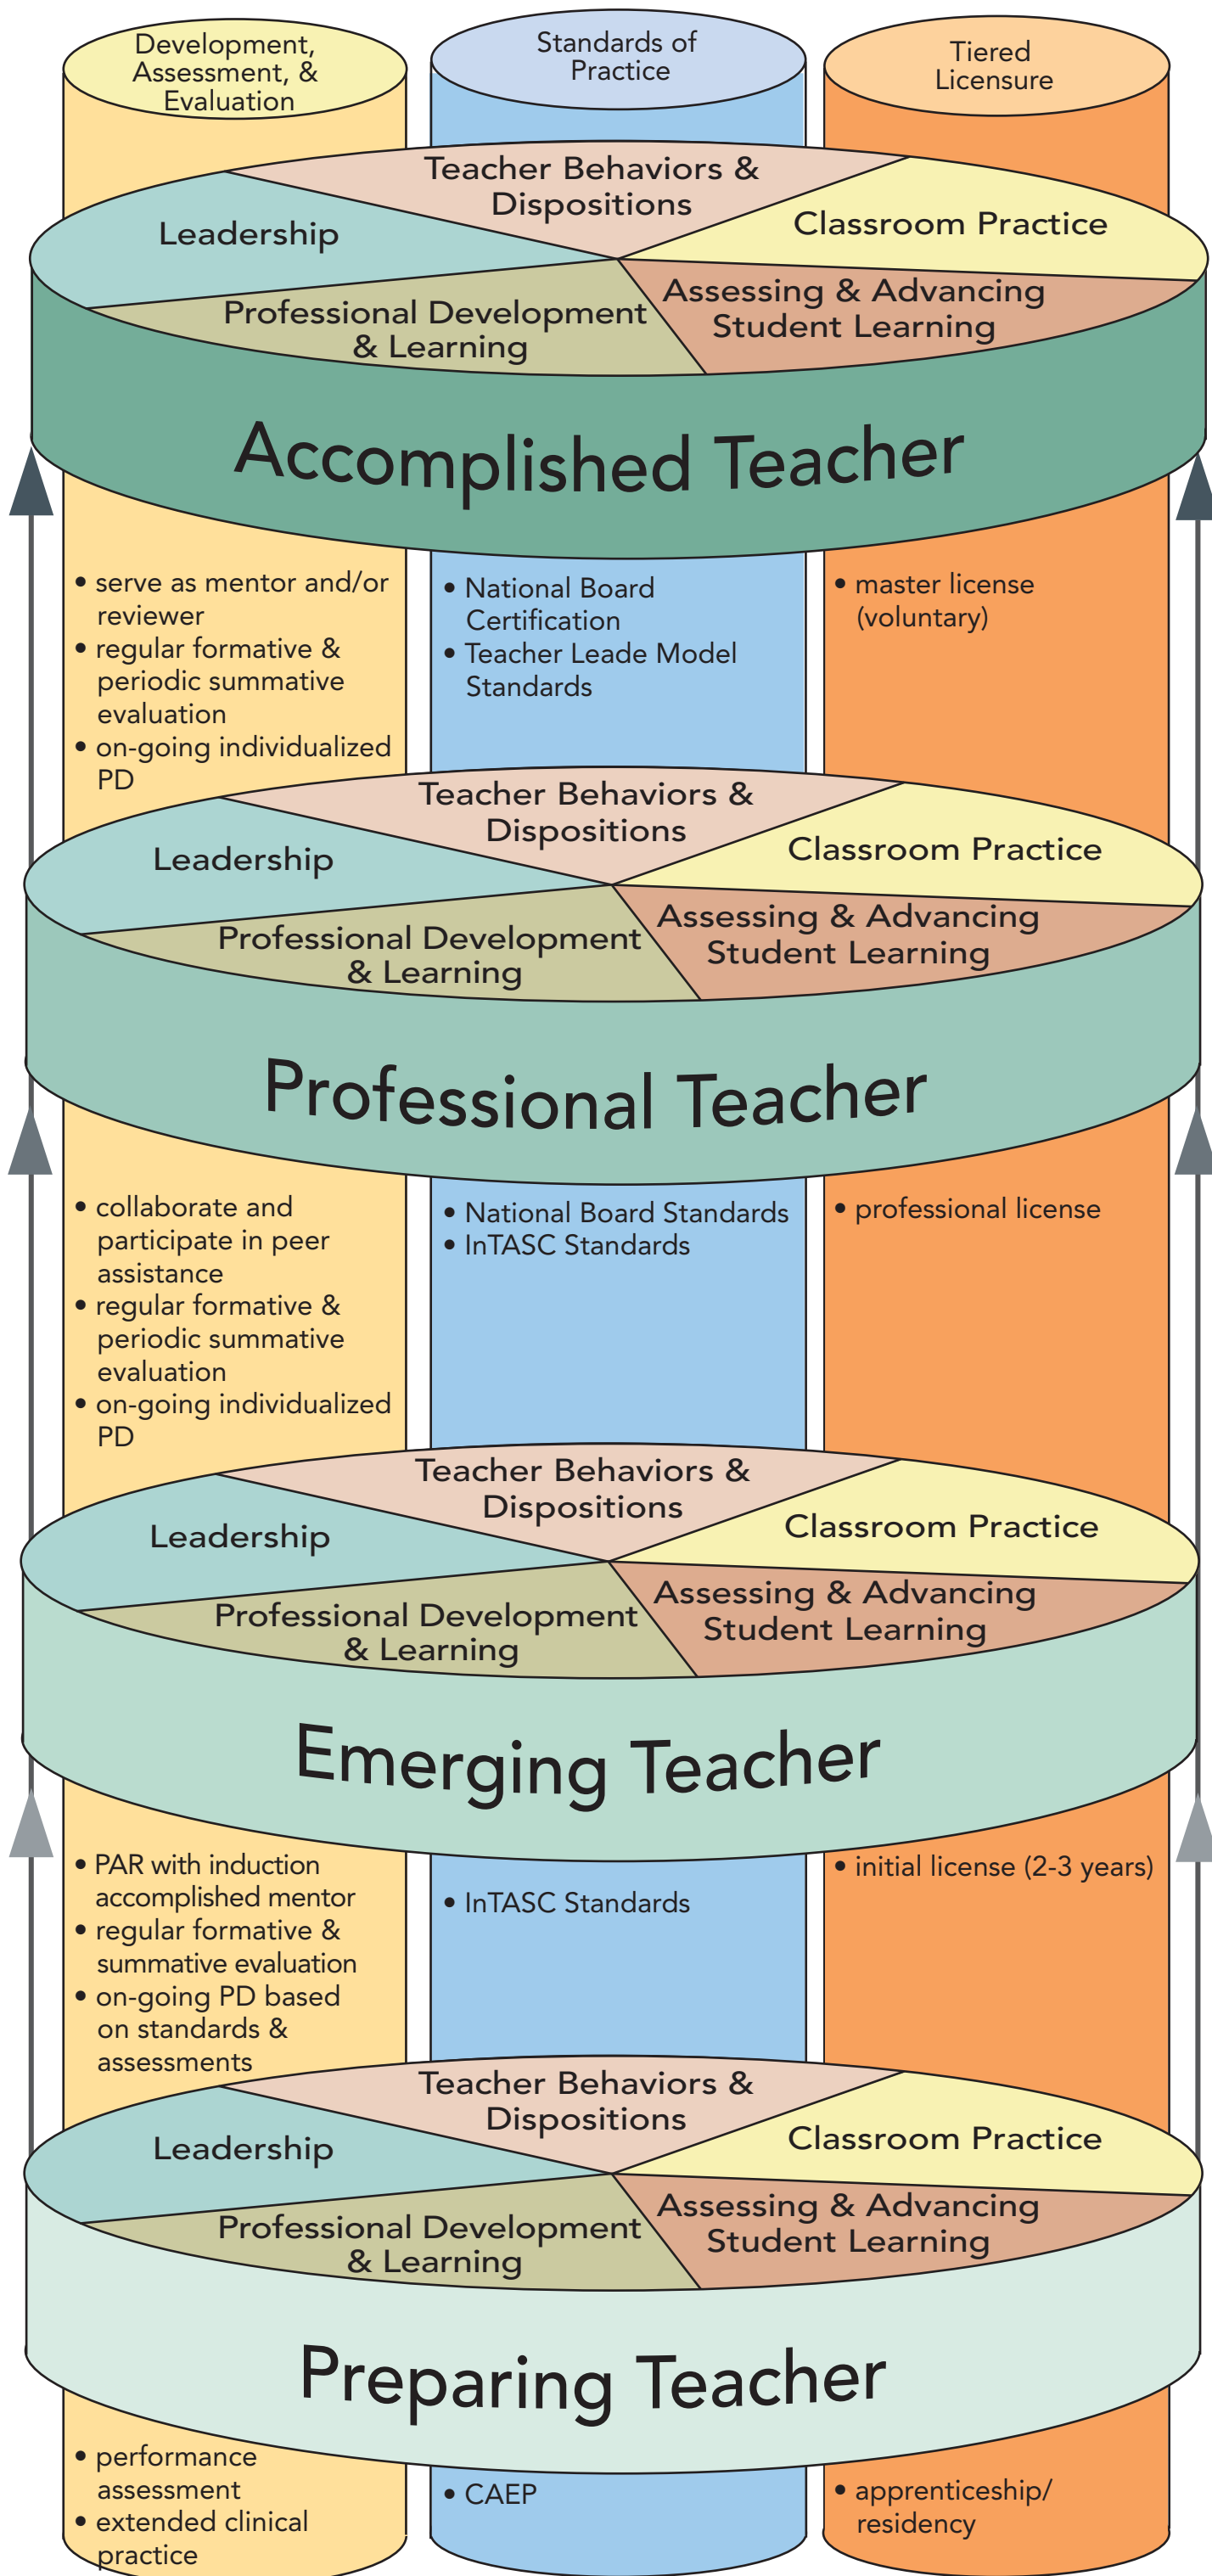 Development,
Assessment, &
Evaluation
Standards of
Practice
Tiered
Licensure
Teacher Behaviors &
Dispositions
Leadership
Classroom Practice
Professional Development
& Learning
Assessing & Advancing
Student Learning
Accomplished Teacher
• serve as mentor and/or
reviewer
• regular formative &
periodic summative
evaluation
• on-going individualized
PD
• National Board
Certification
• Teacher Leade Model
Standards
• master license
(voluntary)
Teacher Behaviors &
Dispositions
Leadership
Classroom Practice
Professional Development
& Learning
Assessing & Advancing
Student Learning
Professional Teacher
• collaborate and
participate in peer
assistance
• regular formative &
periodic summative
evaluation
• on-going individualized
PD
• National Board Standards
• InTASC Standards
• professional license
Teacher Behaviors &
Dispositions
Leadership
Classroom Practice
Professional Development
& Learning
Assessing & Advancing
Student Learning
Emerging Teacher
• PAR with induction
accomplished mentor
• regular formative &
summative evaluation
• on-going PD based
on standards &
assessments
• InTASC Standards
• initial license (2-3 years)
Teacher Behaviors &
Dispositions
Leadership
Classroom Practice
Professional Development
& Learning
Assessing & Advancing
Student Learning
Preparing Teacher
• performance
assessment
• extended clinical
practice
• CAEP
• apprenticeship/
residency